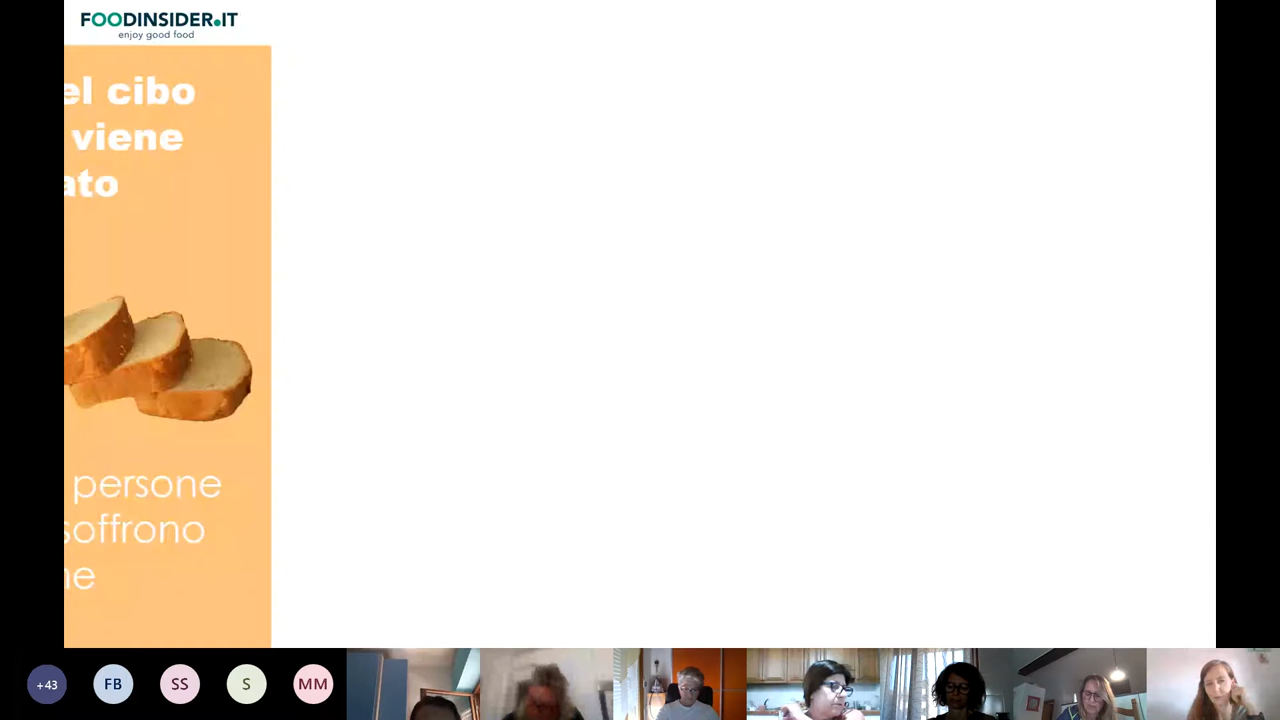 FOODINSIDER.IT
enjoy good food
el cibo
viene
ato
persone
soffrono
ne
+43
FB
SS
S
MM